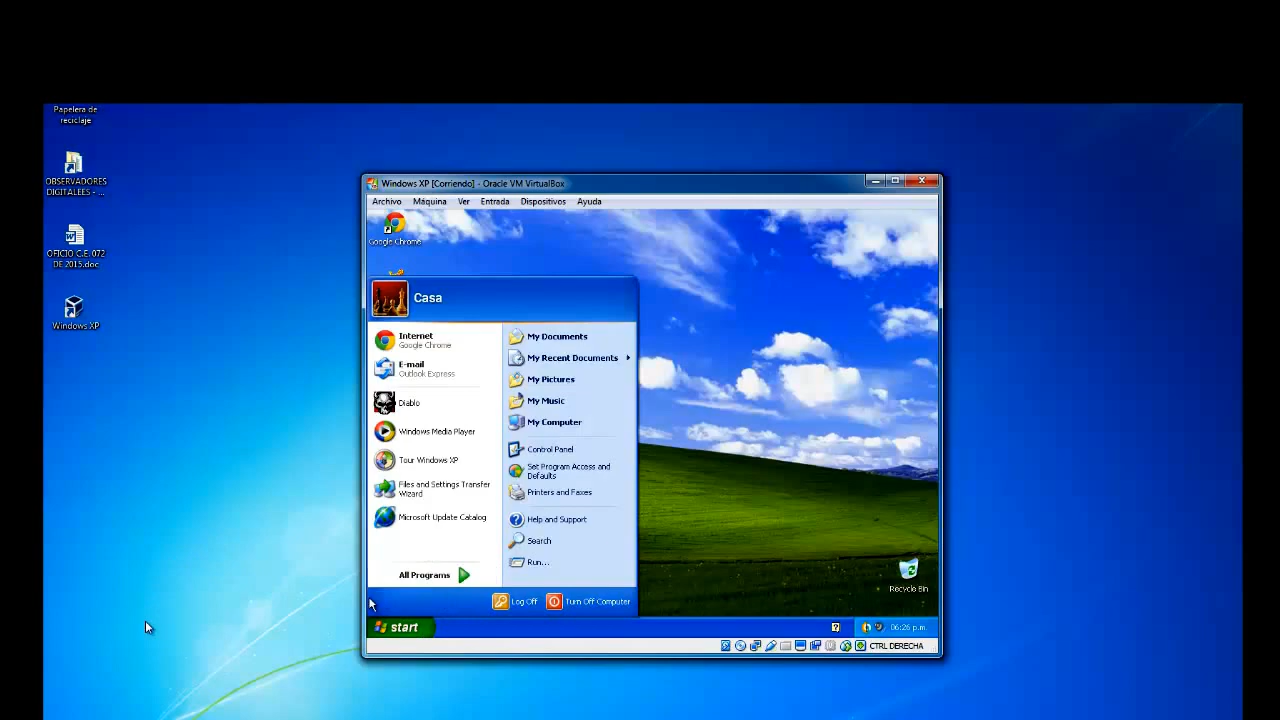 Papelera de
reciclaje
OBSERVADORES
DIGITALEES - ...
OFICIO C.E. 072
DE 2015.doc
Windows XP
Windows XP [Corriendo] - Oracle VM VirtualBox
Archivo Máquina Ver Entrada Dispositivos Ayuda
Google Chrome
Casa
Internet
Google Chrome
E-mail
Outlook Express
Diablo
Windows Media Player
Tour Windows XP
Files and Settings Transfer
Wizard
Microsoft Update Catalog
All Programs
My Documents
My Recent Documents
My Pictures
My Music
My Computer
Control Panel
Set Program Access and
Defaults
Printers and Faxes
Help and Support
Search
Run...
Log Off Turn Off Computer
Recycle Bin
start
06:26 p.m.
CTRL DERECHA